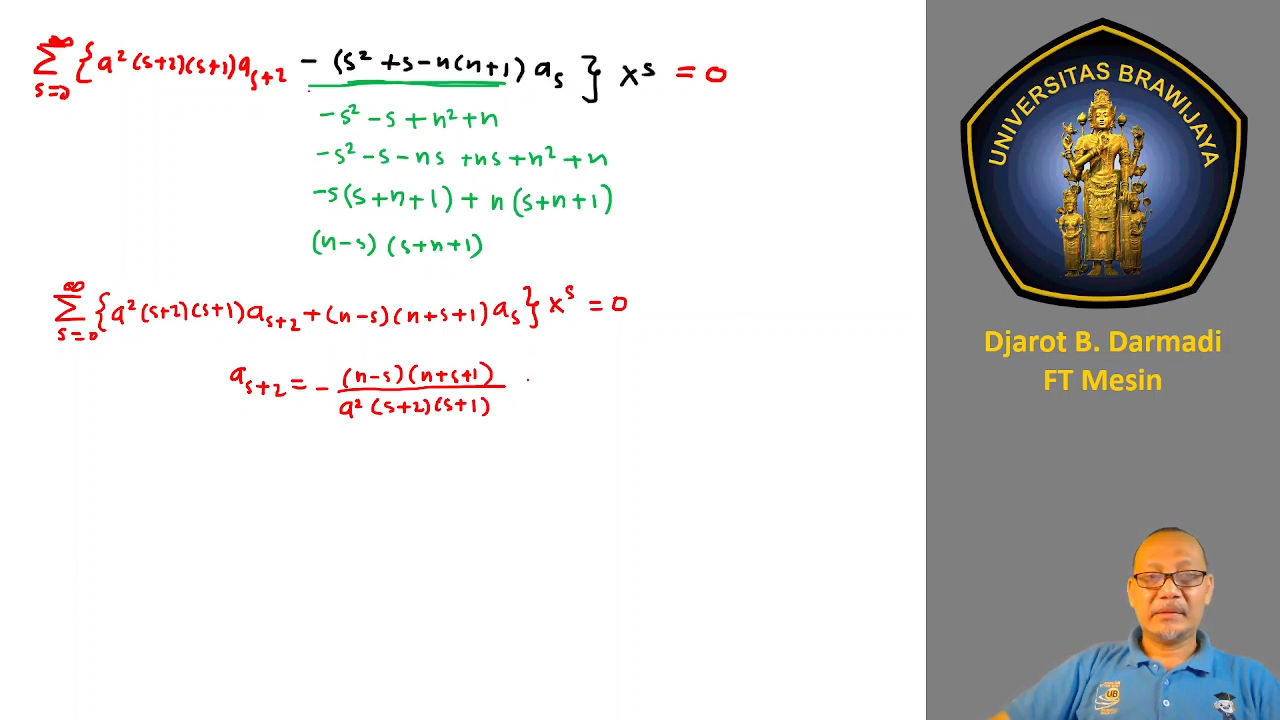 ∑_{s=0}^{∞} {a²(s+2)(s+1)a_{s+2} - (s²+s-n(n+1)a_s} x^s = 0
-s² -s +n²+n
-s² -s -ns +ns +n² +n
-s(s+n+1) + n(s+n+1)
(n-s)(s+n+1)
∑_{s=0}^{∞} {a²(s+2)(s+1)a_{s+2} + (n-s)(n+s+1)a_s} x^s = 0
a_{s+2} = - (n-s)(n+s+1) / a²(s+2)(s+1)
UNIVERSITAS BRAWIJAYA
Djarot B. Darmadi
FT Mesin
UB